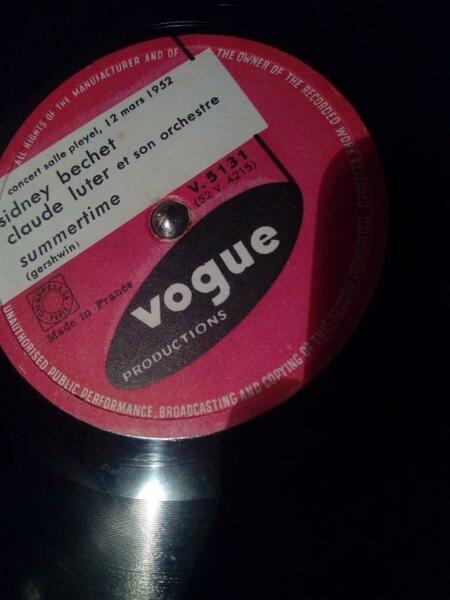 ALL RIGHTS OF THE MANUFACTURER AND OF THE OWNER OF THE RECORDED WORK RESERVED
concert salle pleyel, 12 mars 1952
sidney bechet
claude luter et son orchestre
summertime
(gershwin)
V. 5131
(52 V. 4215)
Made in France
vogue
PRODUCTIONS
UNAUTHORISED PUBLIC PERFORMANCE, BROADCASTING AND COPYING OF THIS RECORD PROHIBITED